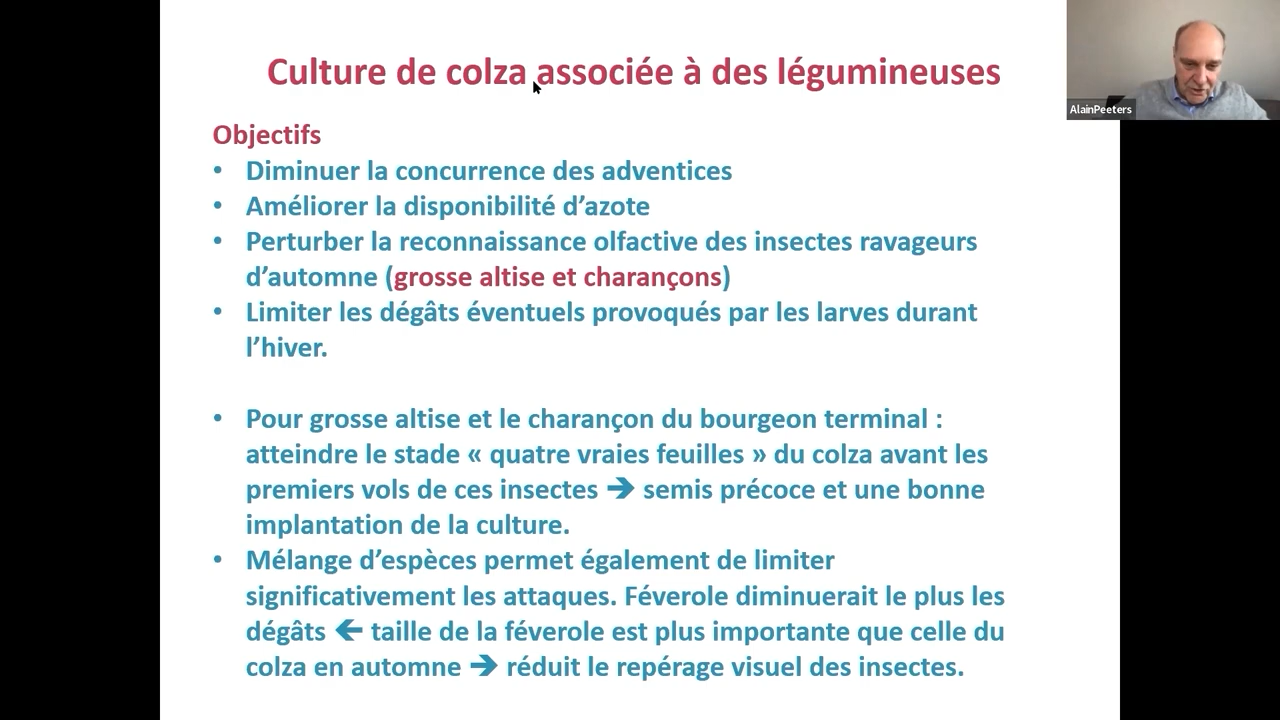 Culture de colza associée à des légumineuses
AlainPeeters
Objectifs
• Diminuer la concurrence des adventices
• Améliorer la disponibilité d’azote
• Perturber la reconnaissance olfactive des insectes ravageurs
d’automne (grosse altise et charançons)
• Limiter les dégâts éventuels provoqués par les larves durant
l’hiver.
• Pour grosse altise et le charançon du bourgeon terminal :
atteindre le stade « quatre vraies feuilles » du colza avant les
premiers vols de ces insectes ➔ semis précoce et une bonne
implantation de la culture.
• Mélange d’espèces permet également de limiter
significativement les attaques. Féverole diminuerait le plus les
dégâts 🡸 taille de la féverole est plus importante que celle du
colza en automne ➔ réduit le repérage visuel des insectes.